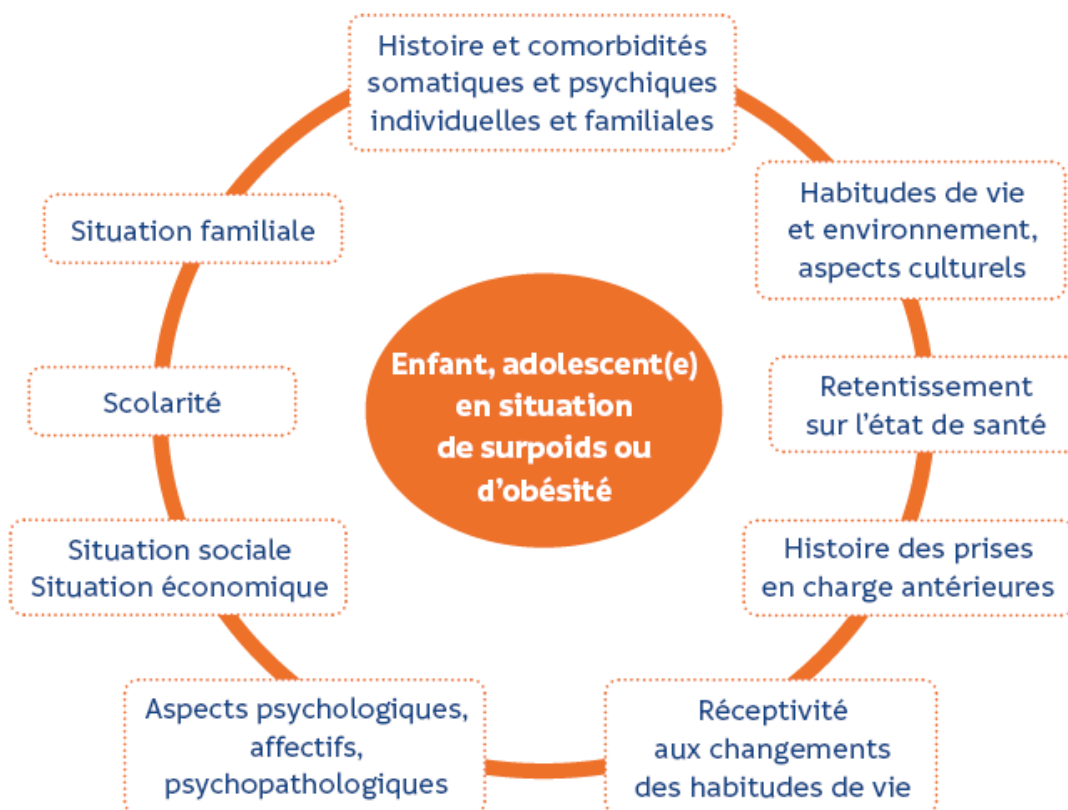 Histoire et comorbidités
somatiques et psychiques
individuelles et familiales
Habitudes de vie
et environnement,
aspects culturels
Retentissement
sur l'état de santé
Histoire des prises
en charge antérieures
Réceptivité
aux changements
des habitudes de vie
Aspects psychologiques,
affectifs,
psychopathologiques
Situation sociale
Situation économique
Scolarité
Situation familiale
Enfant, adolescent(e)
en situation
de surpoids ou
d'obésité